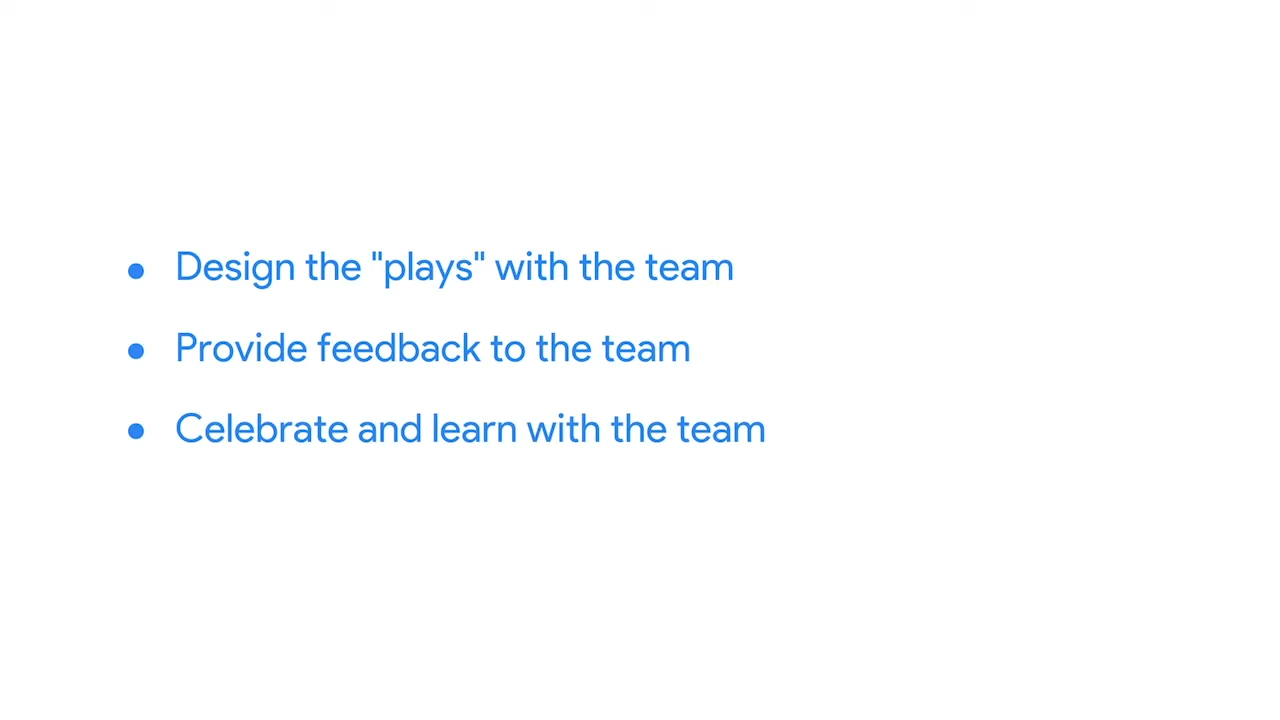 • Design the "plays" with the team
• Provide feedback to the team
• Celebrate and learn with the team